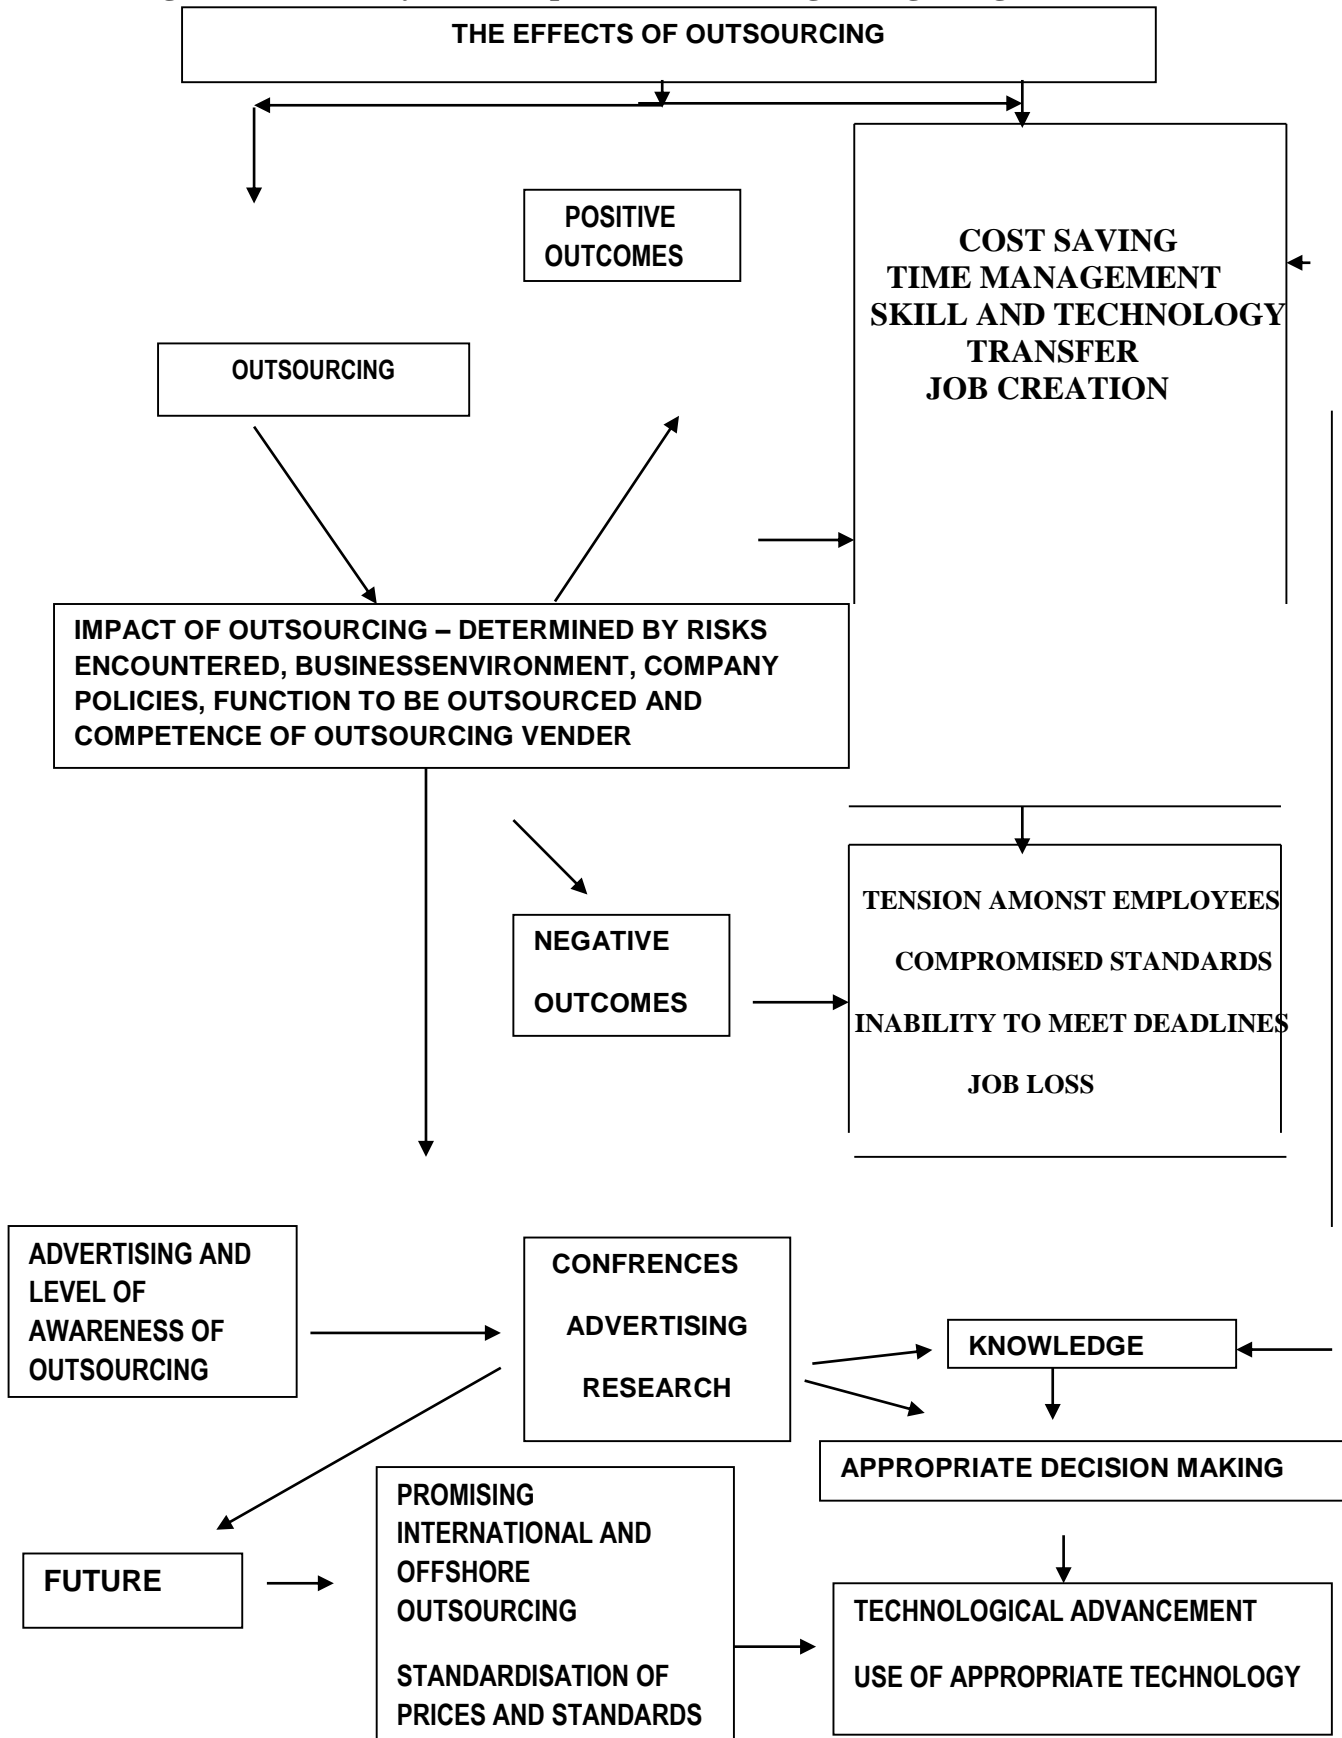 THE EFFECTS OF OUTSOURCING
POSITIVE
OUTCOMES
COST SAVING
TIME MANAGEMENT
SKILL AND TECHNOLOGY
TRANSFER
JOB CREATION
OUTSOURCING
IMPACT OF OUTSOURCING – DETERMINED BY RISKS
ENCOUNTERED, BUSINESSENVIRONMENT, COMPANY
POLICIES, FUNCTION TO BE OUTSOURCED AND
COMPETENCE OF OUTSOURCING VENDER
NEGATIVE
OUTCOMES
TENSION AMONST EMPLOYEES
COMPROMISED STANDARDS
INABILITY TO MEET DEADLINES
JOB LOSS
ADVERTISING AND
LEVEL OF
AWARENESS OF
OUTSOURCING
CONFRENCES
ADVERTISING
RESEARCH
KNOWLEDGE
APPROPRIATE DECISION MAKING
FUTURE
PROMISING
INTERNATIONAL AND
OFFSHORE
OUTSOURCING
STANDARDISATION OF
PRICES AND STANDARDS
TECHNOLOGICAL ADVANCEMENT
USE OF APPROPRIATE TECHNOLOGY